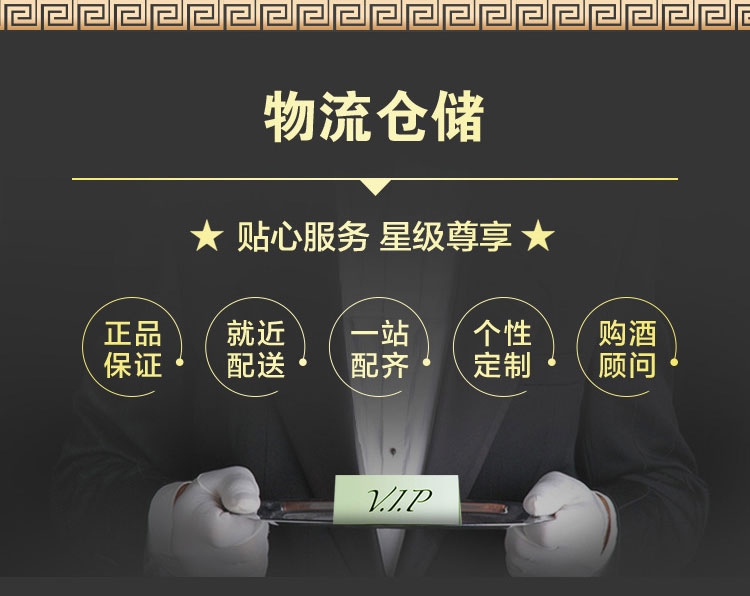 物流仓储
★ 贴心服务 星级尊享 ★
正品
保证
就近
配送
一站
配齐
个性
定制
购酒
顾问
V.I.P